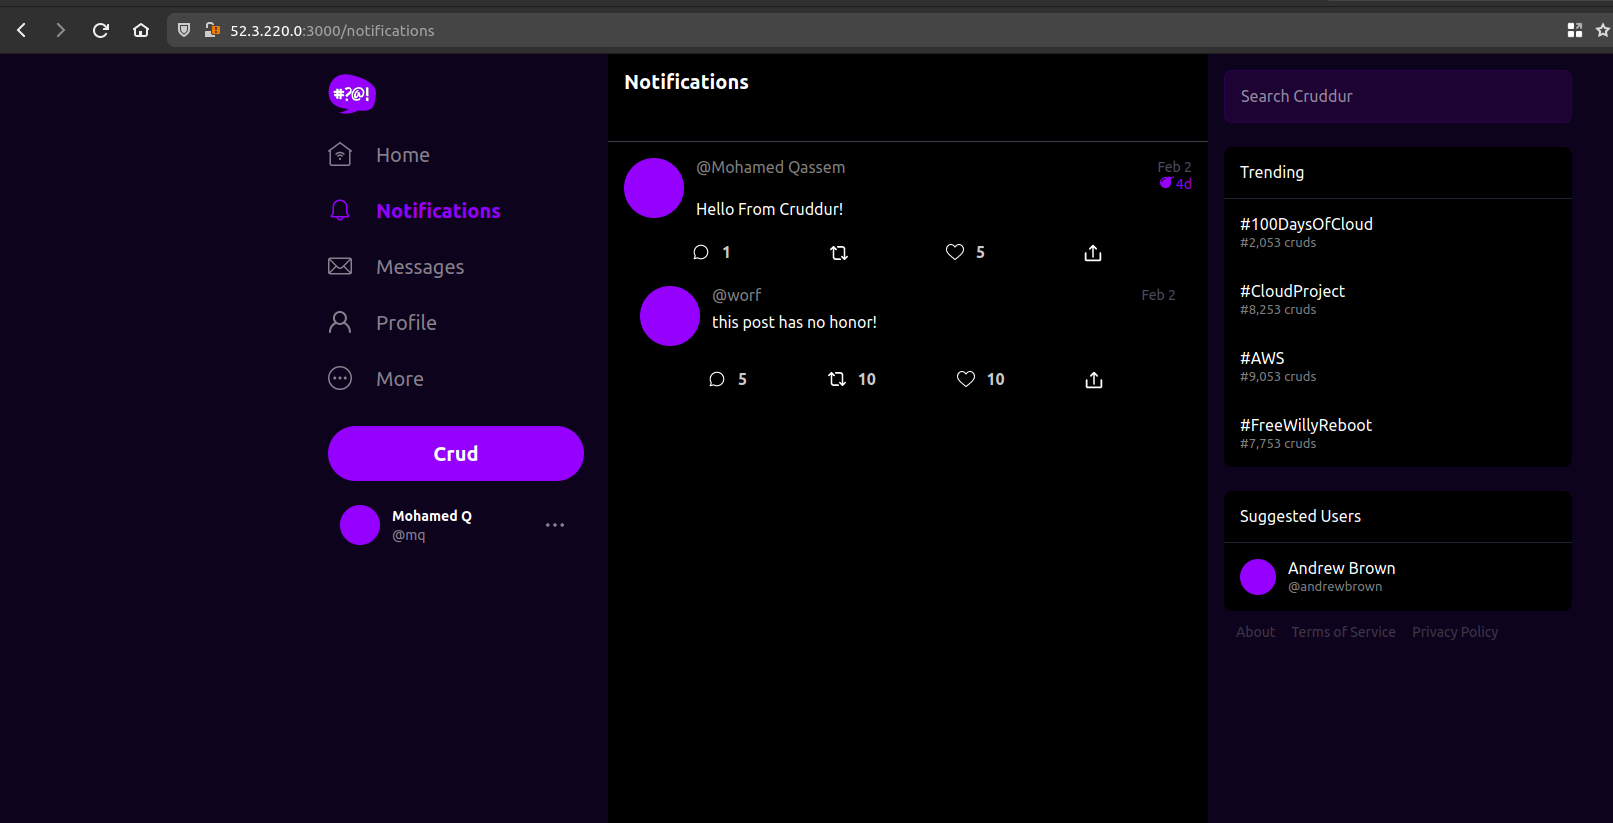 52.3.220.0:3000/notifications
#?@!
Home
Notifications
Messages
Profile
More
Crud
Mohamed Q
@mq
Notifications
@Mohamed Qassem
Feb 2
4d
Hello From Cruddur!
1
5
@worf
Feb 2
this post has no honor!
5
10
10
Search Cruddur
Trending
#100DaysOfCloud
#2,053 cruds
#CloudProject
#8,253 cruds
#AWS
#9,053 cruds
#FreeWillyReboot
#7,753 cruds
Suggested Users
Andrew Brown
@andrewbrown
About Terms of Service Privacy Policy